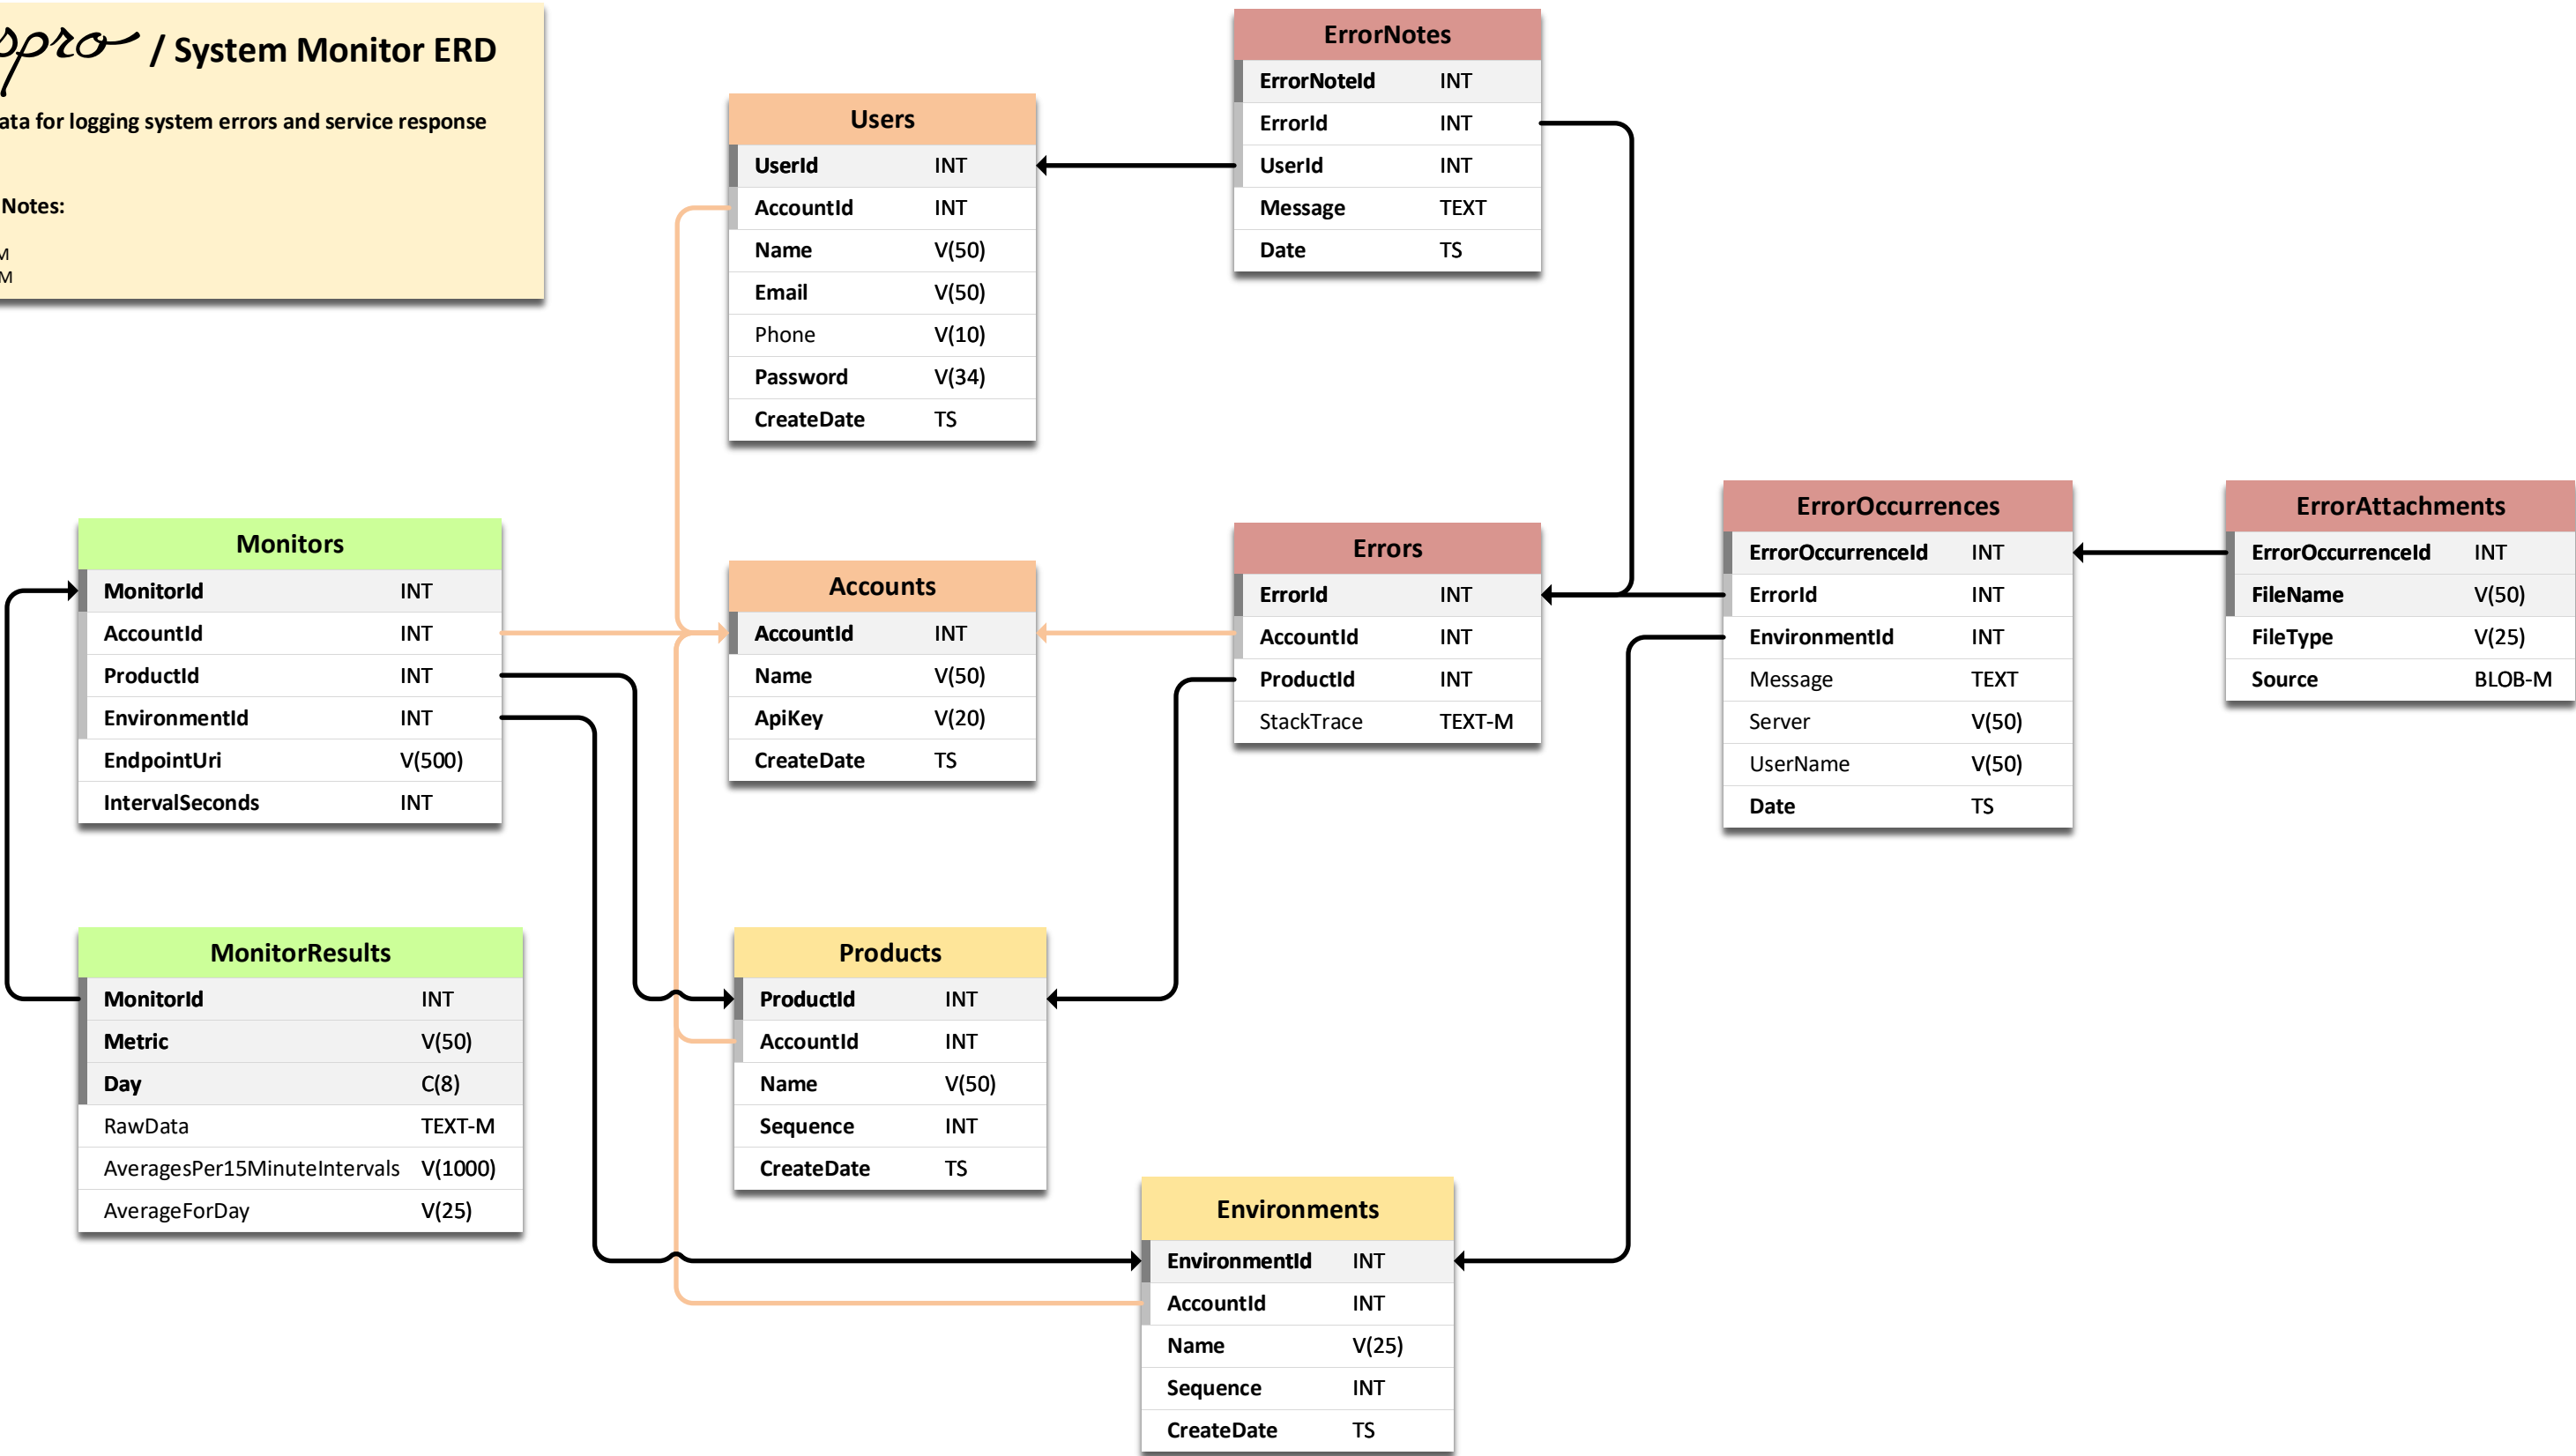 / System Monitor ERD
for logging system errors and service response
Notes:
M
M
ErrorNotes
ErrorNoteId INT
ErrorId INT
UserId INT
Message TEXT
Date TS
Users
UserId INT
AccountId INT
Name V(50)
Email V(50)
Phone V(10)
Password V(34)
CreateDate TS
Monitors
MonitorId INT
AccountId INT
ProductId INT
EnvironmentId INT
EndpointUri V(500)
IntervalSeconds INT
Accounts
AccountId INT
Name V(50)
ApiKey V(20)
CreateDate TS
Errors
ErrorId INT
AccountId INT
ProductId INT
StackTrace TEXT-M
ErrorOccurrences
ErrorOccurrenceId INT
ErrorId INT
EnvironmentId INT
Message TEXT
Server V(50)
UserName V(50)
Date TS
ErrorAttachments
ErrorOccurrenceId INT
FileName V(50)
FileType V(25)
Source BLOB-M
MonitorResults
MonitorId INT
Metric V(50)
Day C(8)
RawData TEXT-M
AveragesPer15MinuteIntervals V(1000)
AverageForDay V(25)
Products
ProductId INT
AccountId INT
Name V(50)
Sequence INT
CreateDate TS
Environments
EnvironmentId INT
AccountId INT
Name V(25)
Sequence INT
CreateDate TS